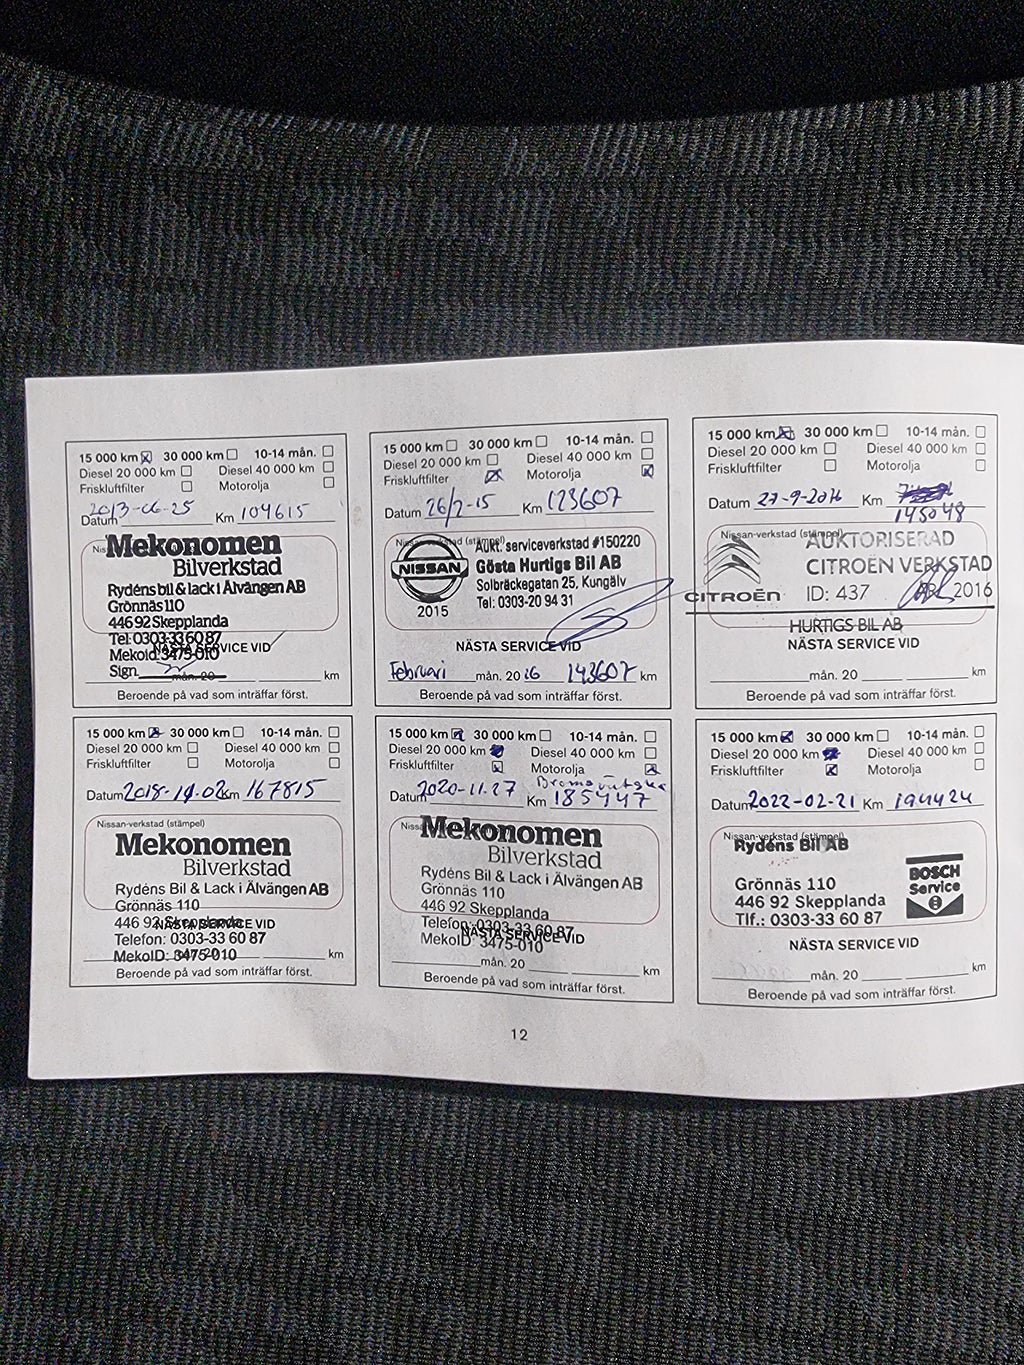 15 000 km 30 000 km 10-14 mån.
Diesel 20 000 km Diesel 40 000 km
Friskluftfilter Motorolja
Datum 2013-06-25 Km 104615
Mekonomen
Bilverkstad
Rydéns bil & lack i Älvängen AB
Grönnäs 110
446 92 Skepplanda
Tel: 0303-33 60 87
MekoId: 3475-010
NÄSTA SERVICE VID
Sign.
mån. 20 km
Beroende på vad som inträffar först.
15 000 km 30 000 km 10-14 mån.
Diesel 20 000 km Diesel 40 000 km
Friskluftfilter Motorolja
Datum 26/2-15 Km 123607
Nissan-verkstad (stämpel)
NISSAN
2015
Aukt. serviceverkstad #150220
Gösta Hurtigs Bil AB
Solbräckegatan 25, Kungälv
Tel: 0303-20 94 31
NÄSTA SERVICE VID
Februari mån. 2016 143607 km
Beroende på vad som inträffar först.
15 000 km 30 000 km 10-14 mån.
Diesel 20 000 km Diesel 40 000 km
Friskluftfilter Motorolja
Datum 27-9-2016 Km
145048
Nissan-verkstad (stämpel)
CITROËN
AUKTORISERAD
CITROËN VERKSTAD
ID: 437 2016
HURTIGS BIL AB
NÄSTA SERVICE VID
mån. 20 km
Beroende på vad som inträffar först.
15 000 km 30 000 km 10-14 mån.
Diesel 20 000 km Diesel 40 000 km
Friskluftfilter Motorolja
Datum Km 167815
Nissan-verkstad (stämpel)
Mekonomen
Bilverkstad
Rydéns Bil & Lack i Älvängen AB
Grönnäs 110
446 92 Skepplanda
NÄSTA SERVICE VID
Telefon: 0303-33 60 87
MekoID: 3475-010
mån. 20 km
Beroende på vad som inträffar först.
15 000 km 30 000 km 10-14 mån.
Diesel 20 000 km Diesel 40 000 km
Friskluftfilter Motorolja
Datum 2020-11-27 Km 185447
Mekonomen
Bilverkstad
Rydéns Bil & Lack i Älvängen AB
Grönnäs 110
446 92 Skepplanda
Telefon: 0303-33 60 87
NÄSTA SERVICE VID
MekoID: 3475-010
mån. 20 km
Beroende på vad som inträffar först.
15 000 km 30 000 km 10-14 mån.
Diesel 20 000 km Diesel 40 000 km
Friskluftfilter Motorolja
Datum 2022-02-21 Km 194424
Nissan-verkstad (stämpel)
Rydéns Bil AB
Grönnäs 110
446 92 Skepplanda
Tlf.: 0303-33 60 87
BOSCH
Service
NÄSTA SERVICE VID
mån. 20 km
Beroende på vad som inträffar först.
12